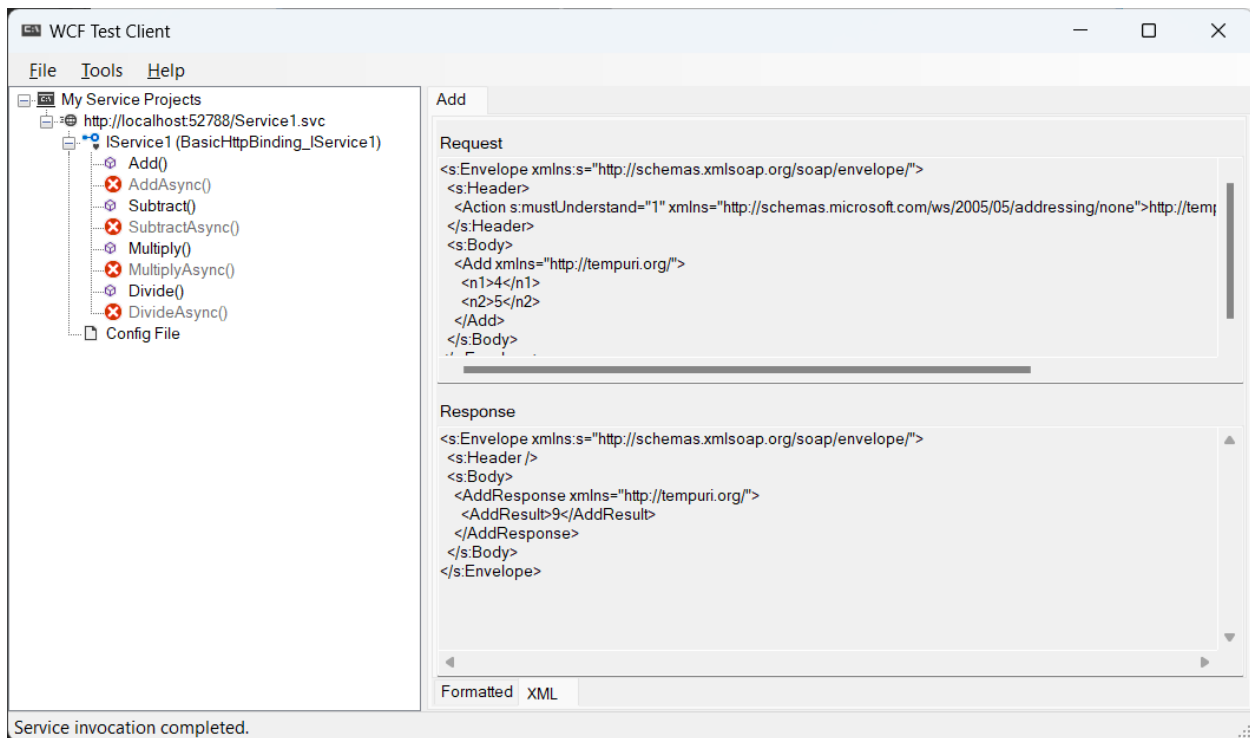 WCF Test Client
File Tools Help
My Service Projects
http://localhost:52788/Service1.svc
IService1 (BasicHttpBinding_IService1)
Add()
AddAsync()
Subtract()
SubtractAsync()
Multiply()
MultiplyAsync()
Divide()
DivideAsync()
Config File
Add
Request
<s:Envelope xmlns:s="http://schemas.xmlsoap.org/soap/envelope/">
<s:Header>
<Action s:mustUnderstand="1" xmlns="http://schemas.microsoft.com/ws/2005/05/addressing/none">http://temp
</s:Header>
<s:Body>
<Add xmlns="http://tempuri.org/">
<n1>4</n1>
<n2>5</n2>
</Add>
</s:Body>
Response
<s:Envelope xmlns:s="http://schemas.xmlsoap.org/soap/envelope/">
<s:Header />
<s:Body>
<AddResponse xmlns="http://tempuri.org/">
<AddResult>9</AddResult>
</AddResponse>
</s:Body>
</s:Envelope>
Formatted XML
Service invocation completed.